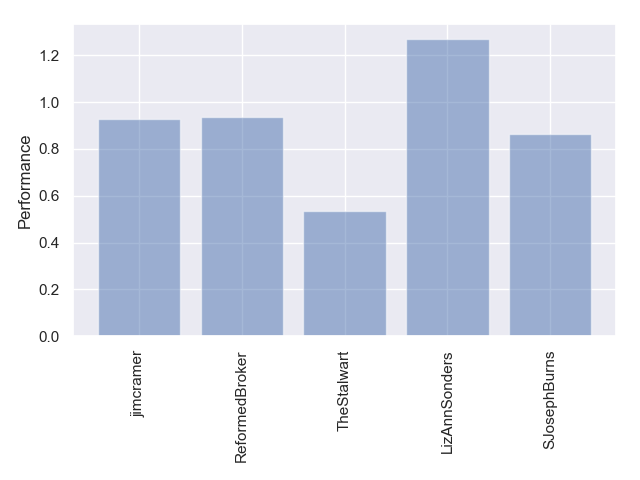 1.2
1.0
0.8
0.6
0.4
0.2
0.0
Performance
jimcramer
ReformedBroker
TheStalwart
LizAnnSonders
SJosephBurns